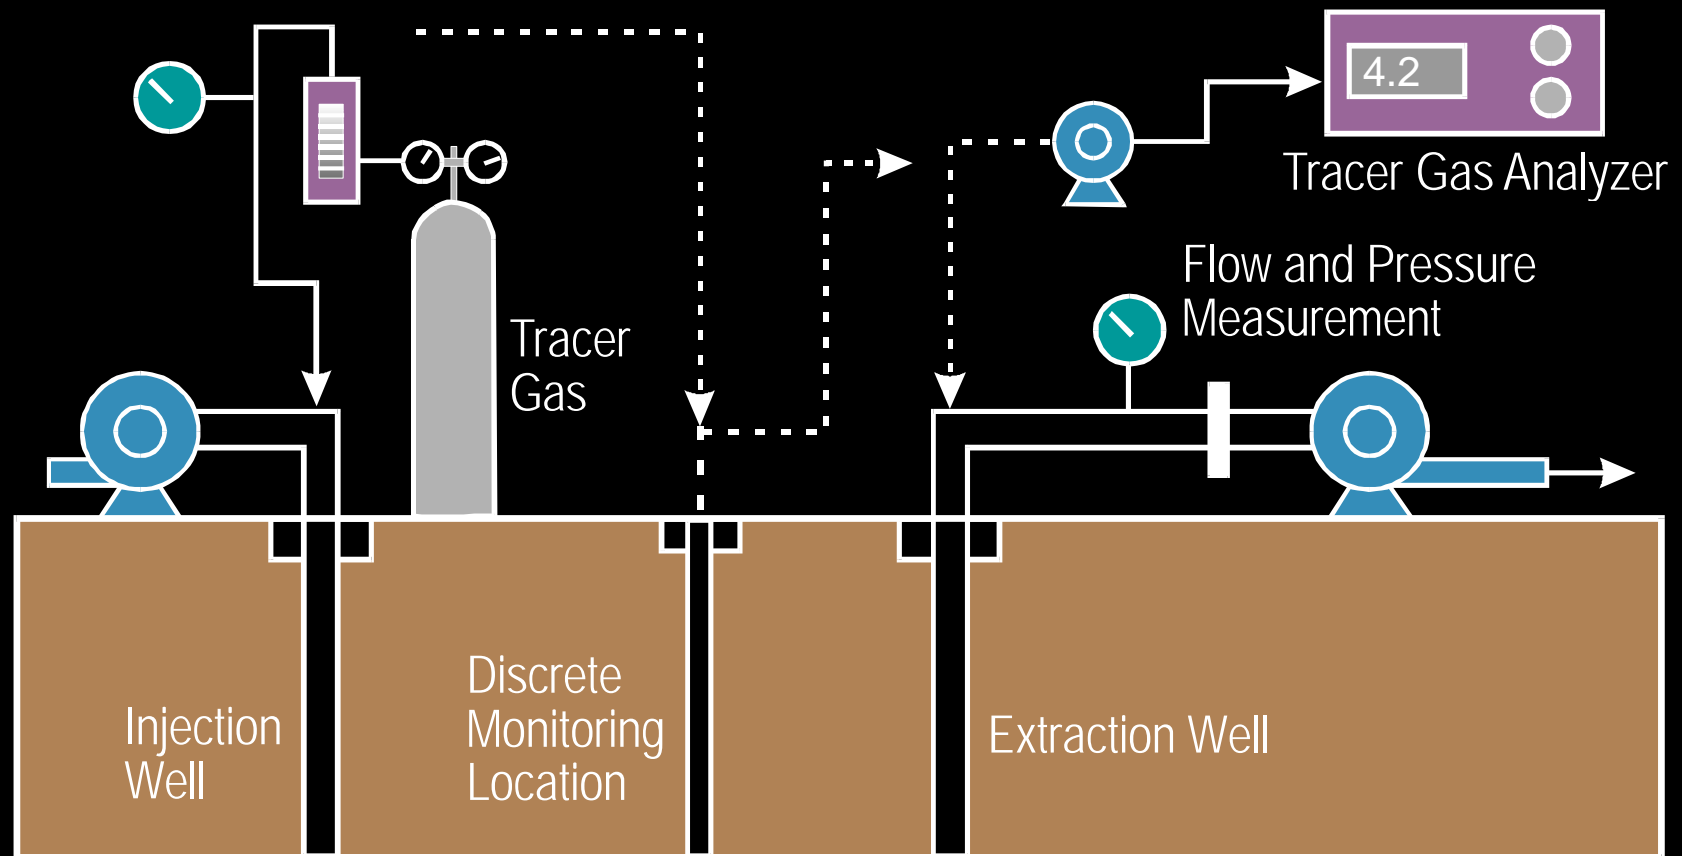 4.2
Tracer Gas Analyzer
Flow and Pressure
Measurement
Tracer
Gas
Discrete
Monitoring
Location
Injection
Well
Extraction Well